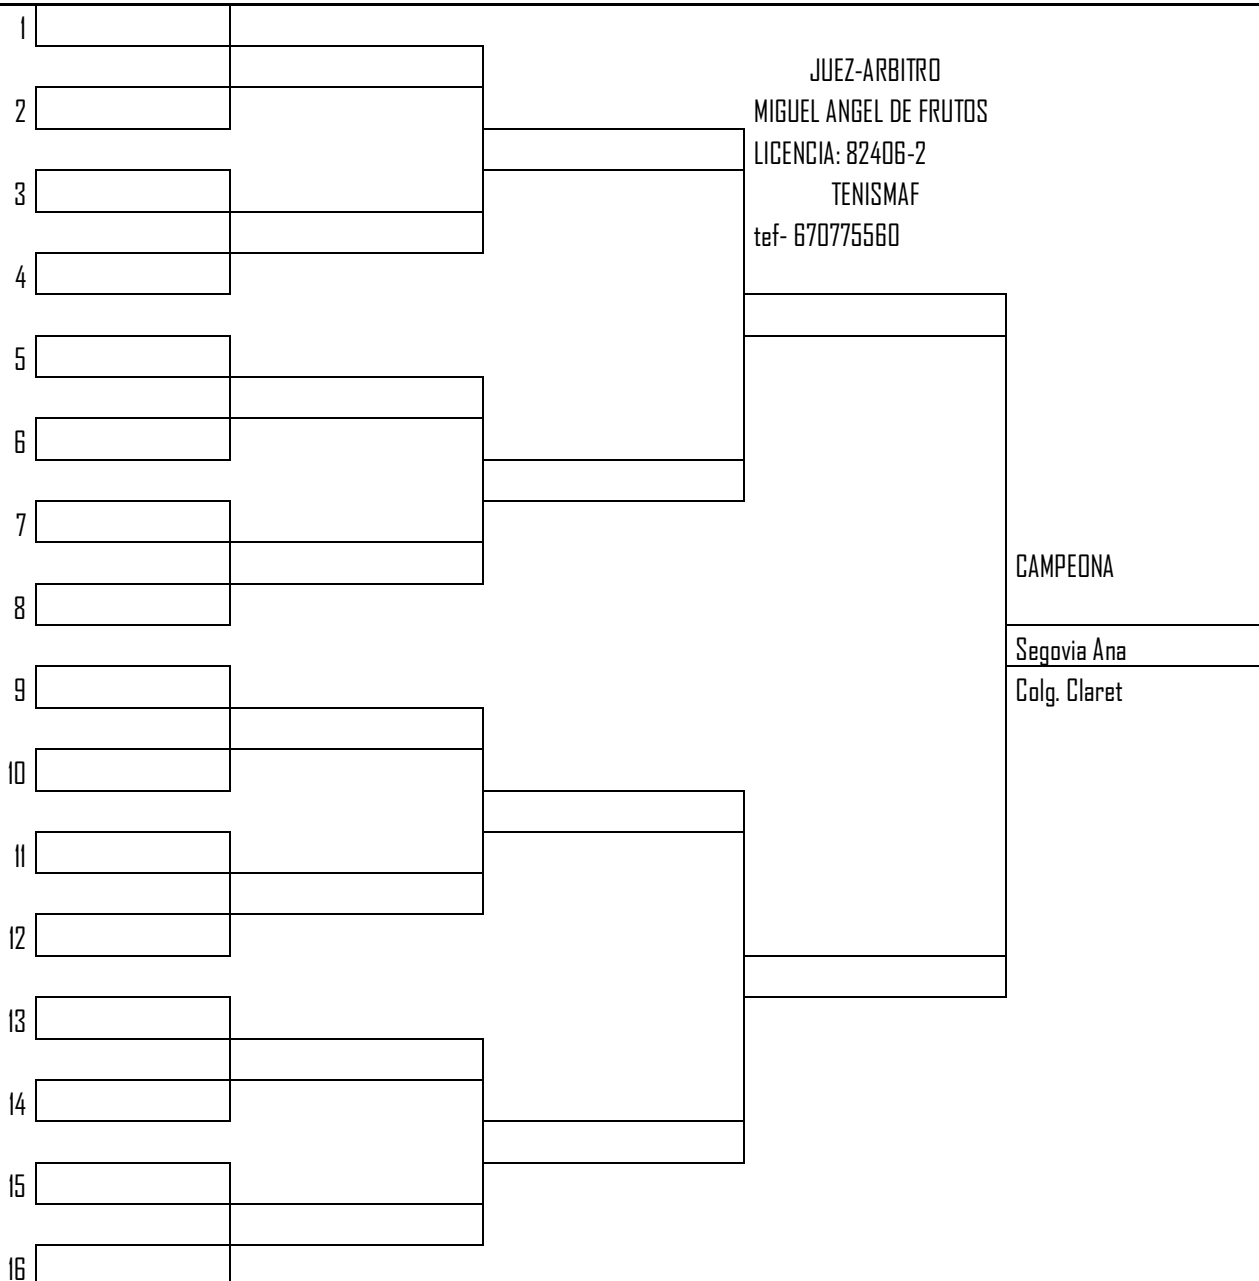 1
JUEZ-ARBITRO
2
MIGUEL ANGEL DE FRUTOS
LICENCIA: 82406-2
3
TENISMAF
tef- 670775560
4
5
6
7
CAMPEONA
8
Segovia Ana
9
Colg. Claret
10
11
12
13
14
15
16